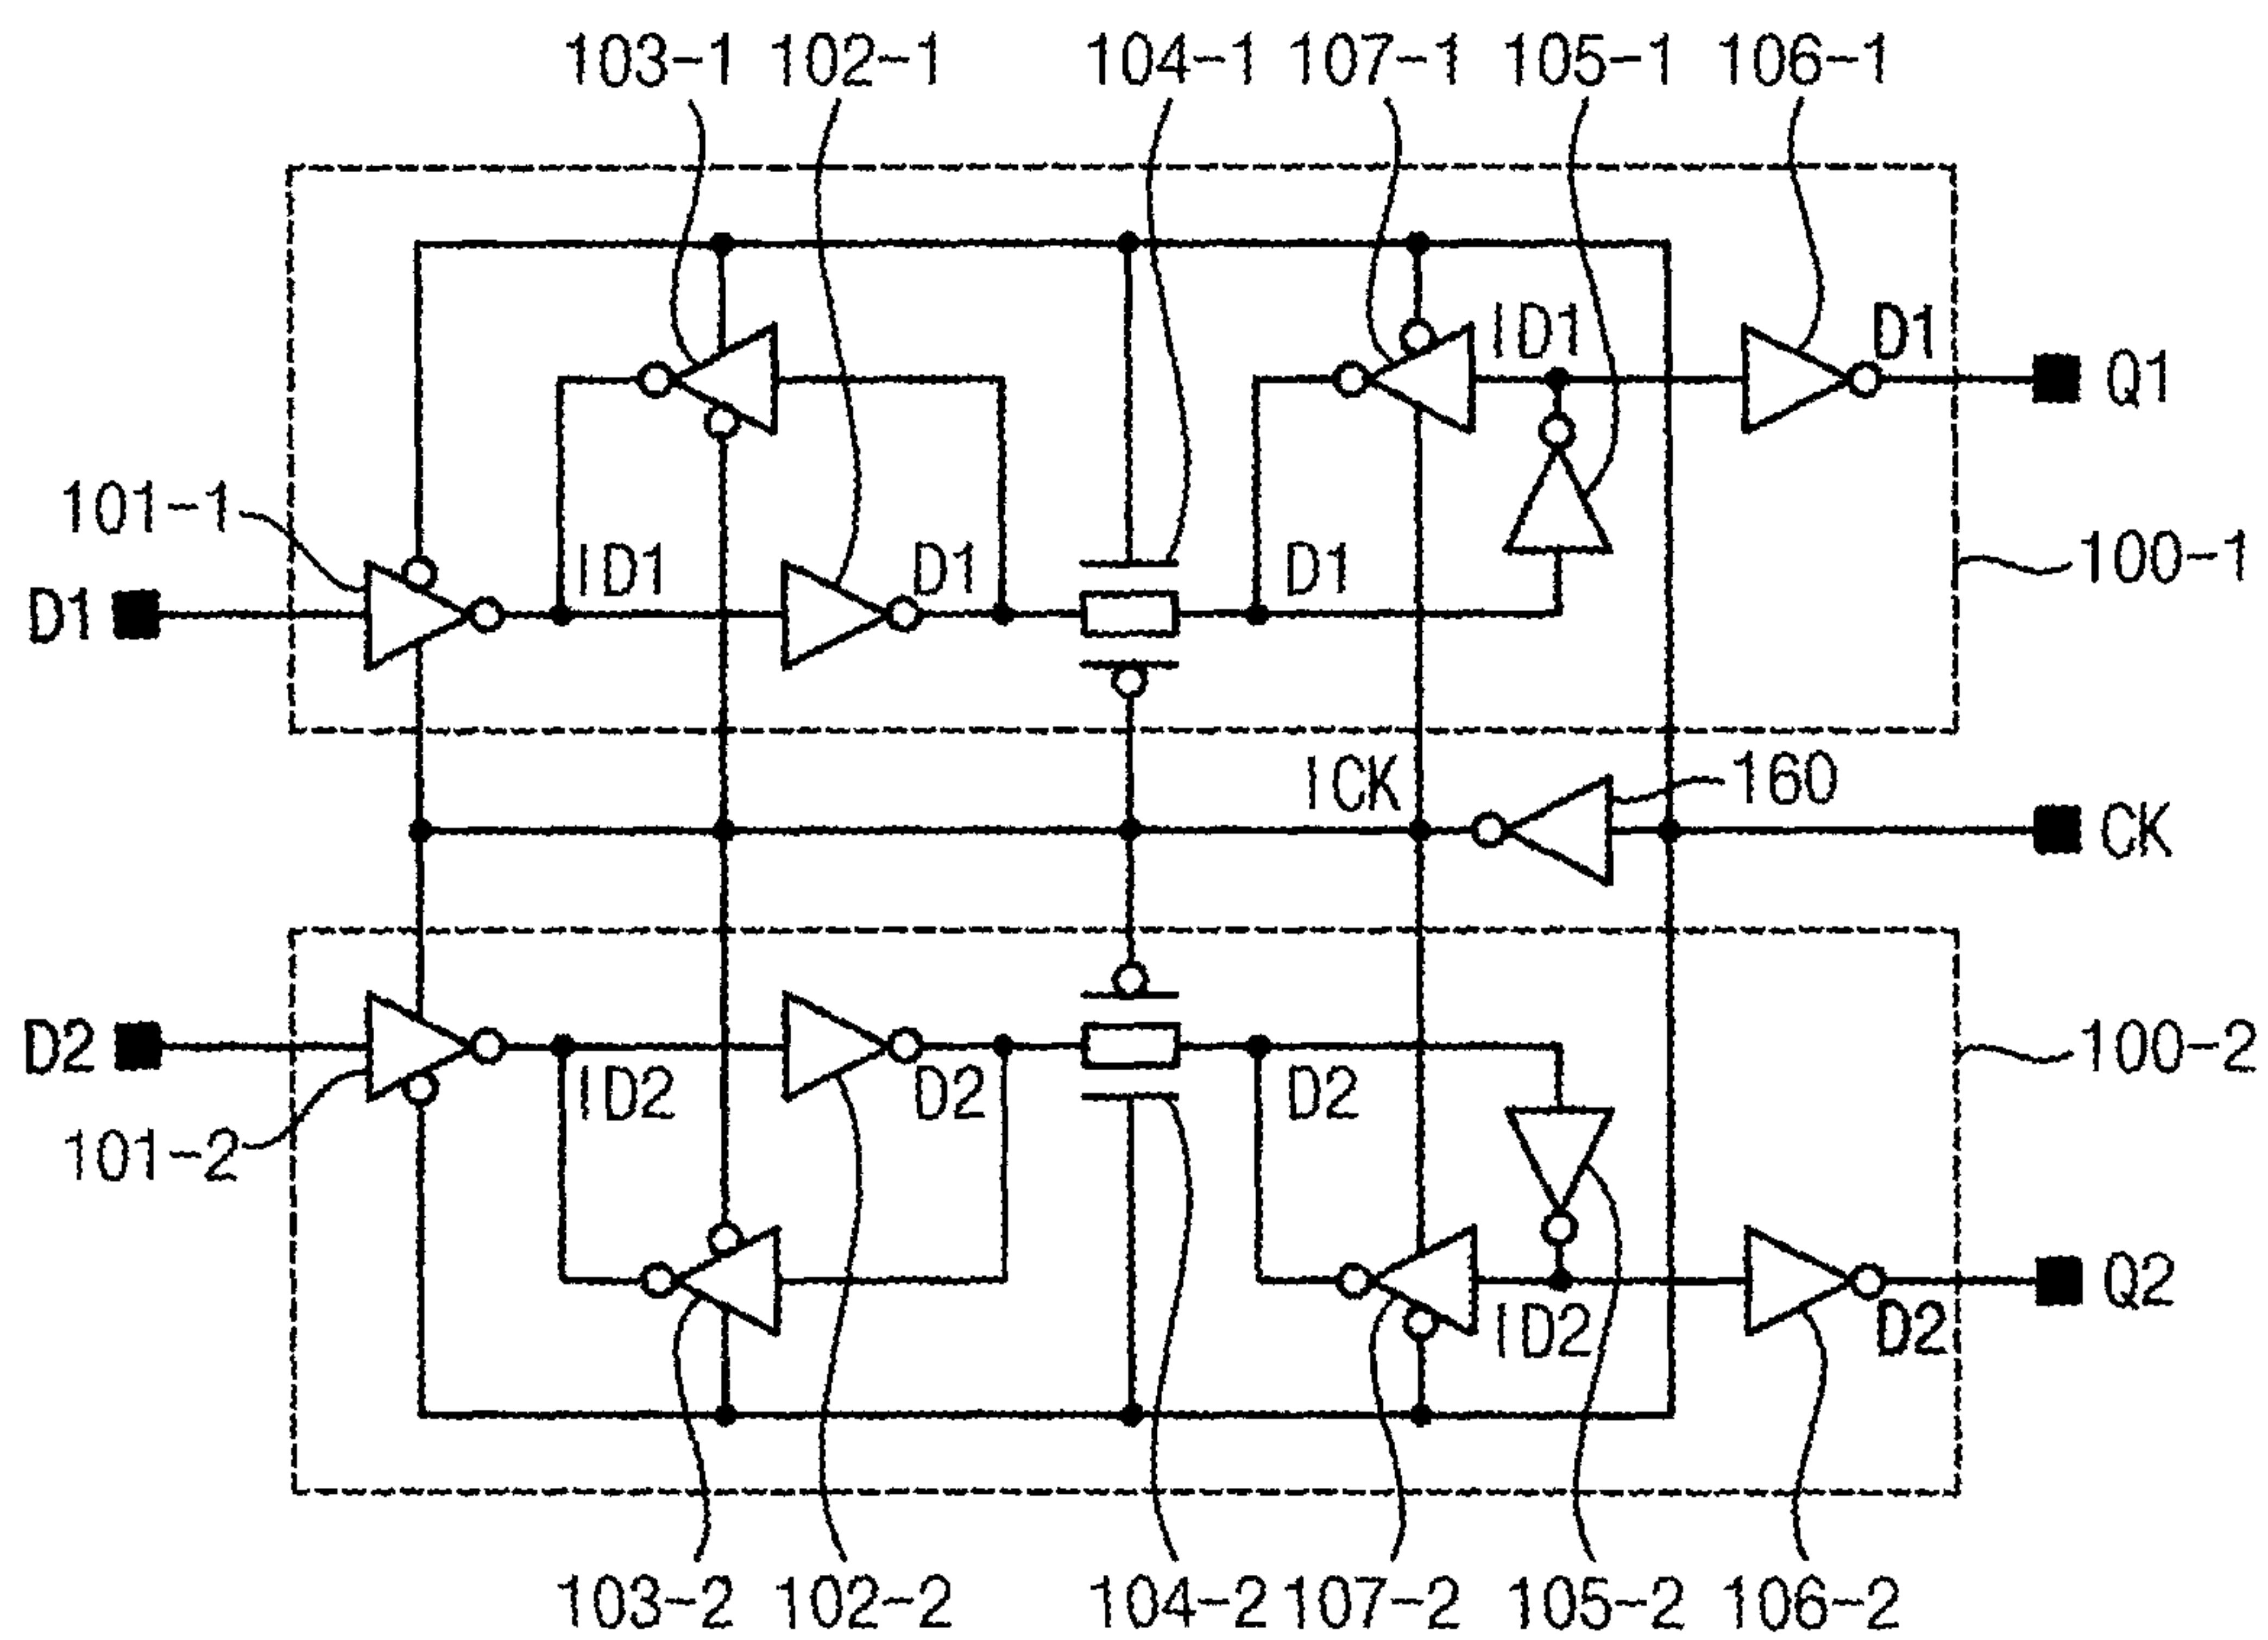 103-1 102-1 104-1 107-1 105-1 106-1
ID1 D1 Q1
101-1
ID1 D1 D1 100-1
D1
ICK 160
CK
D2 100-2
ID2 D2 D2
101-2
Q2
ID2 D2
103-2 102-2 104-2 107-2 105-2 106-2